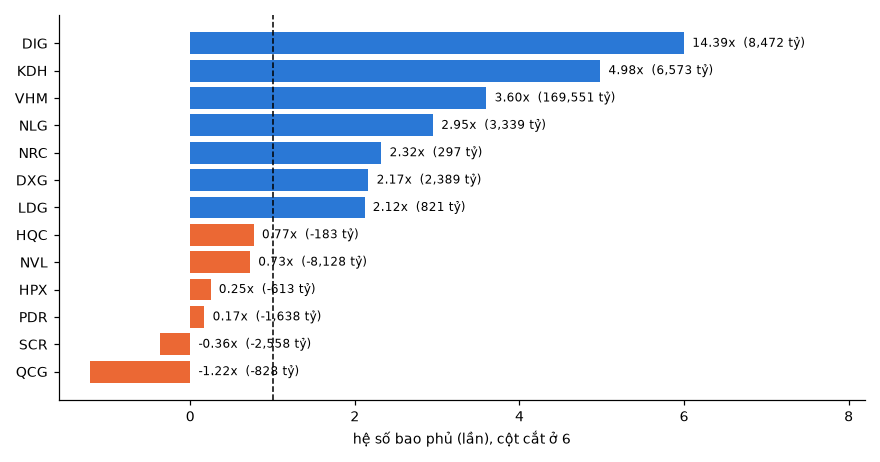 DIG 14.39x (8,472 tỷ)
KDH 4.98x (6,573 tỷ)
VHM 3.60x (169,551 tỷ)
NLG 2.95x (3,339 tỷ)
NRC 2.32x (297 tỷ)
DXG 2.17x (2,389 tỷ)
LDG 2.12x (821 tỷ)
HQC 0.77x (-183 tỷ)
NVL 0.73x (-8,128 tỷ)
HPX 0.25x (-613 tỷ)
PDR 0.17x (-1,638 tỷ)
SCR -0.36x (-2,558 tỷ)
QCG -1.22x (-828 tỷ)
0 2 4 6 8
hệ số bao phủ (lần), cột cắt ở 6